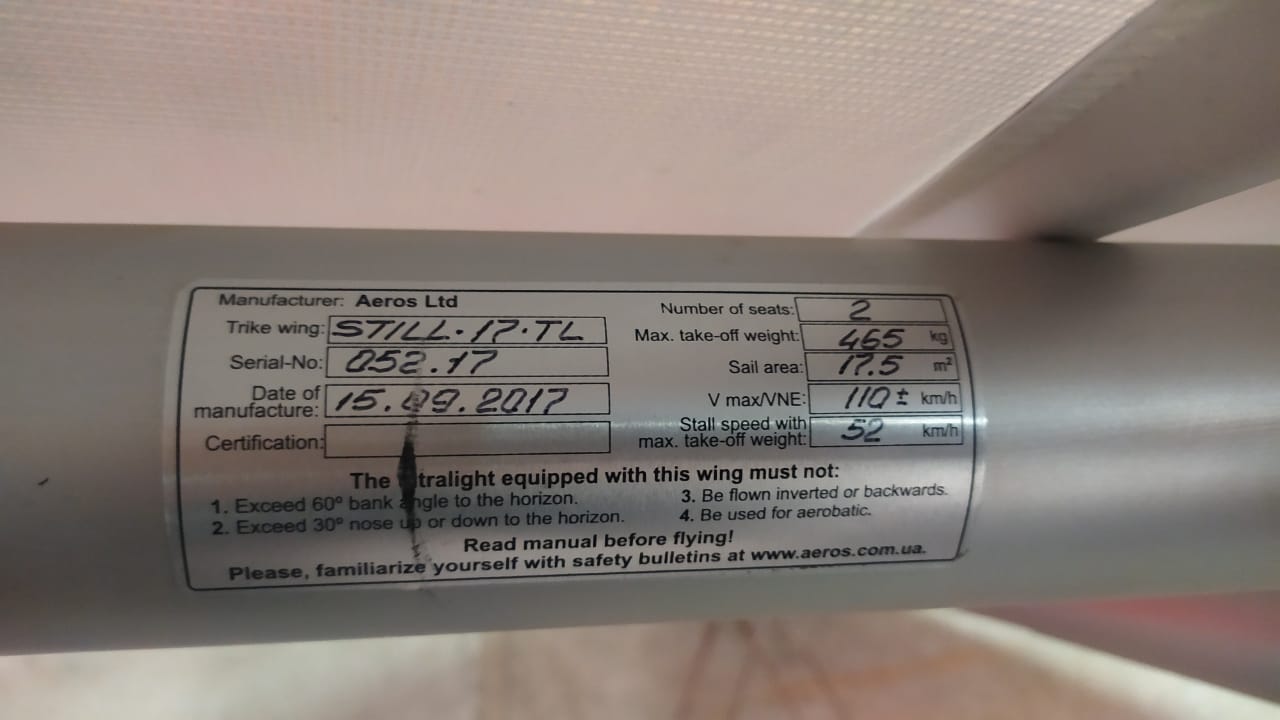 Manufacturer: Aeros Ltd
Trike wing: STILL·17·TL
Serial-No: 052.17
Date of manufacture: 15.09.2017
Certification:
Number of seats: 2
Max. take-off weight: 465 kg
Sail area: 17.5 m²
V max/VNE: 110 ± km/h
Stall speed with
max. take-off weight: 52 km/h
The tralight equipped with this wing must not:
1. Exceed 60º bank angle to the horizon.
2. Exceed 30º nose up or down to the horizon.
3. Be flown inverted or backwards.
4. Be used for aerobatic.
Read manual before flying!
Please, familiarize yourself with safety bulletins at www.aeros.com.ua.